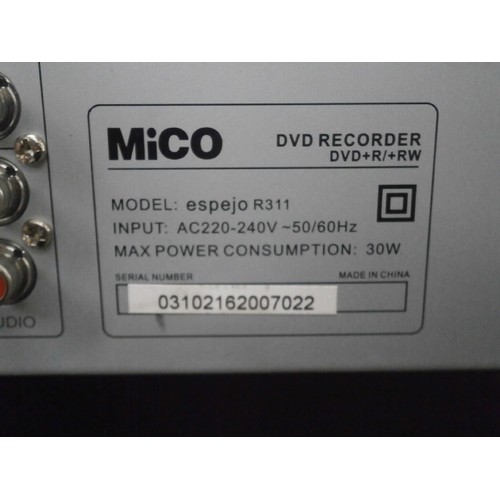 MiCO
DVD RECORDER
DVD+R/+RW
MODEL: espejo R311
INPUT: AC220-240V ~50/60Hz
MAX POWER CONSUMPTION: 30W
SERIAL NUMBER
MADE IN CHINA
03102162007022